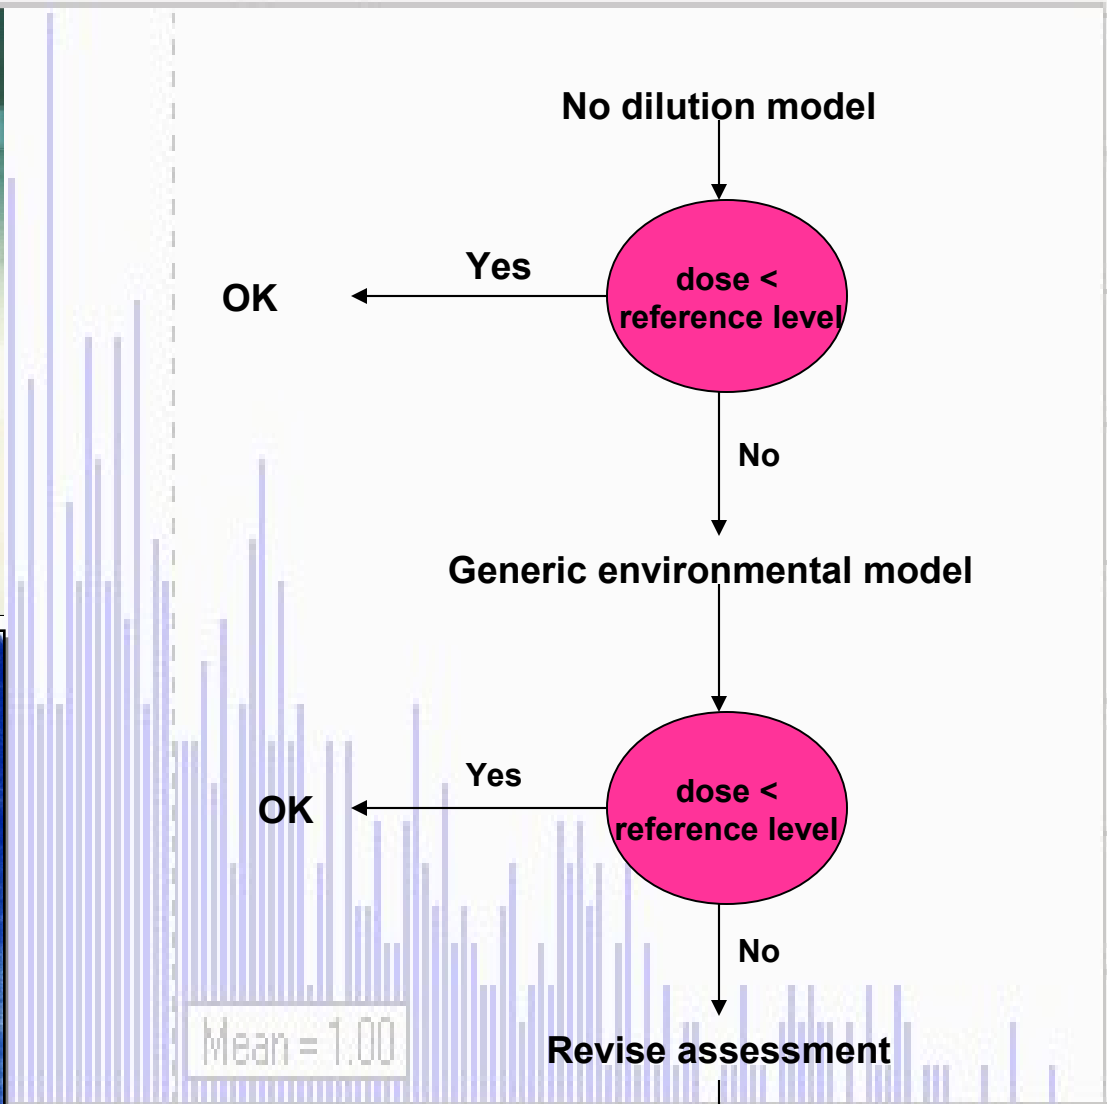 No dilution model
Yes
OK
dose <
reference level
No
Generic environmental model
Yes
OK
dose <
reference level
No
Mean = 1.00
Revise assessment